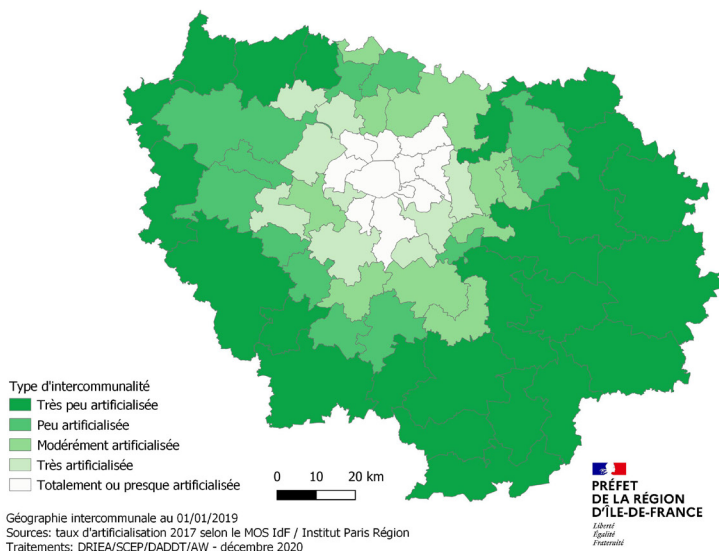 Type d'intercommunalité
Très peu artificialisée
Peu artificialisée
Modérément artificialisée
Très artificialisée
Totalement ou presque artificialisée
0 10 20 km
Géographie intercommunale au 01/01/2019
Sources: taux d'artificialisation 2017 selon le MOS IdF / Institut Paris Région
Traitements: DRIEA/SCEP/DADDT/AW - décembre 2020
PRÉFET
DE LA RÉGION
D'ÎLE-DE-FRANCE
Liberté
Égalité
Fraternité